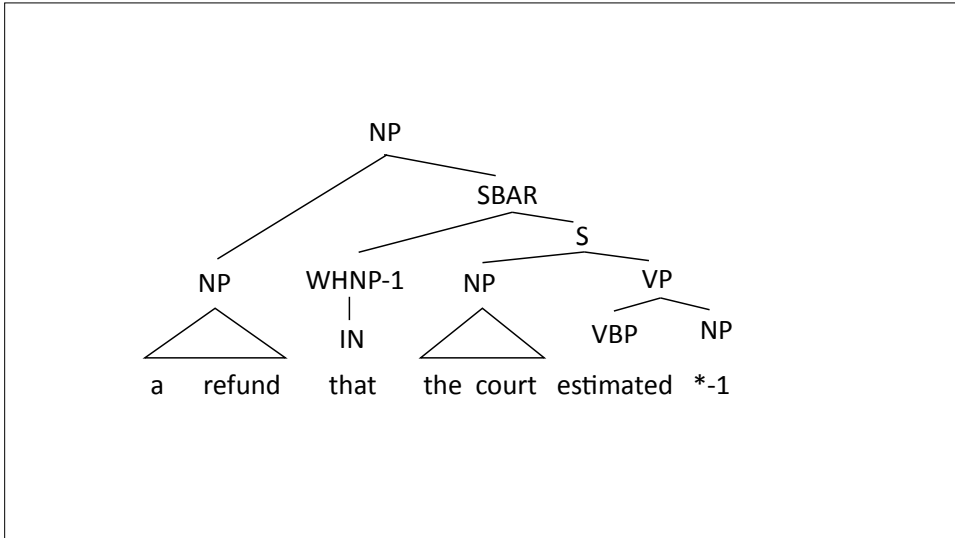 NP
SBAR
S
NP WHNP-1 NP VP
IN VBP NP
a refund that the court estimated *-1